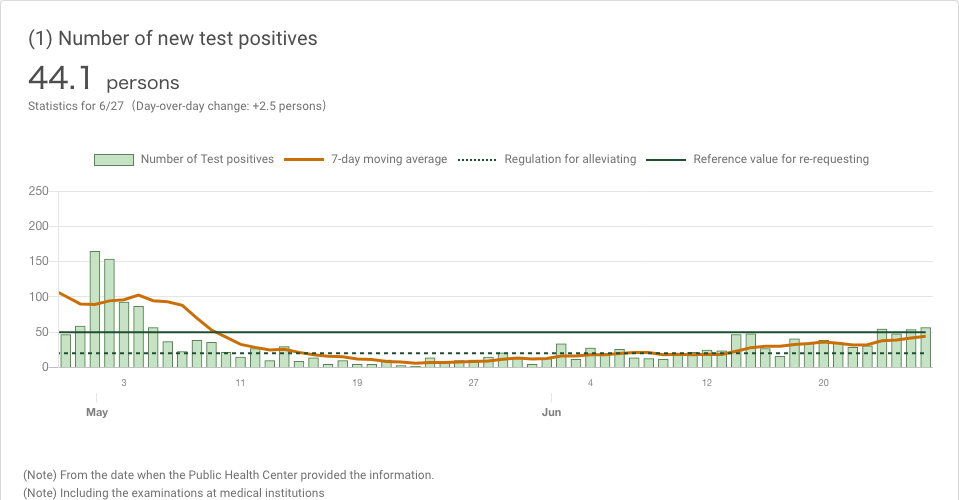 (1) Number of new test positives
44.1 persons
Statistics for 6/27 (Day-over-day change: +2.5 persons)
Number of Test positives 7-day moving average Regulation for alleviating Reference value for re-requesting
250
200
150
100
50
0
3 11 19 27 4 12 20
May Jun
(Note) From the date when the Public Health Center provided the information.
(Note) Including the examinations at medical institutions